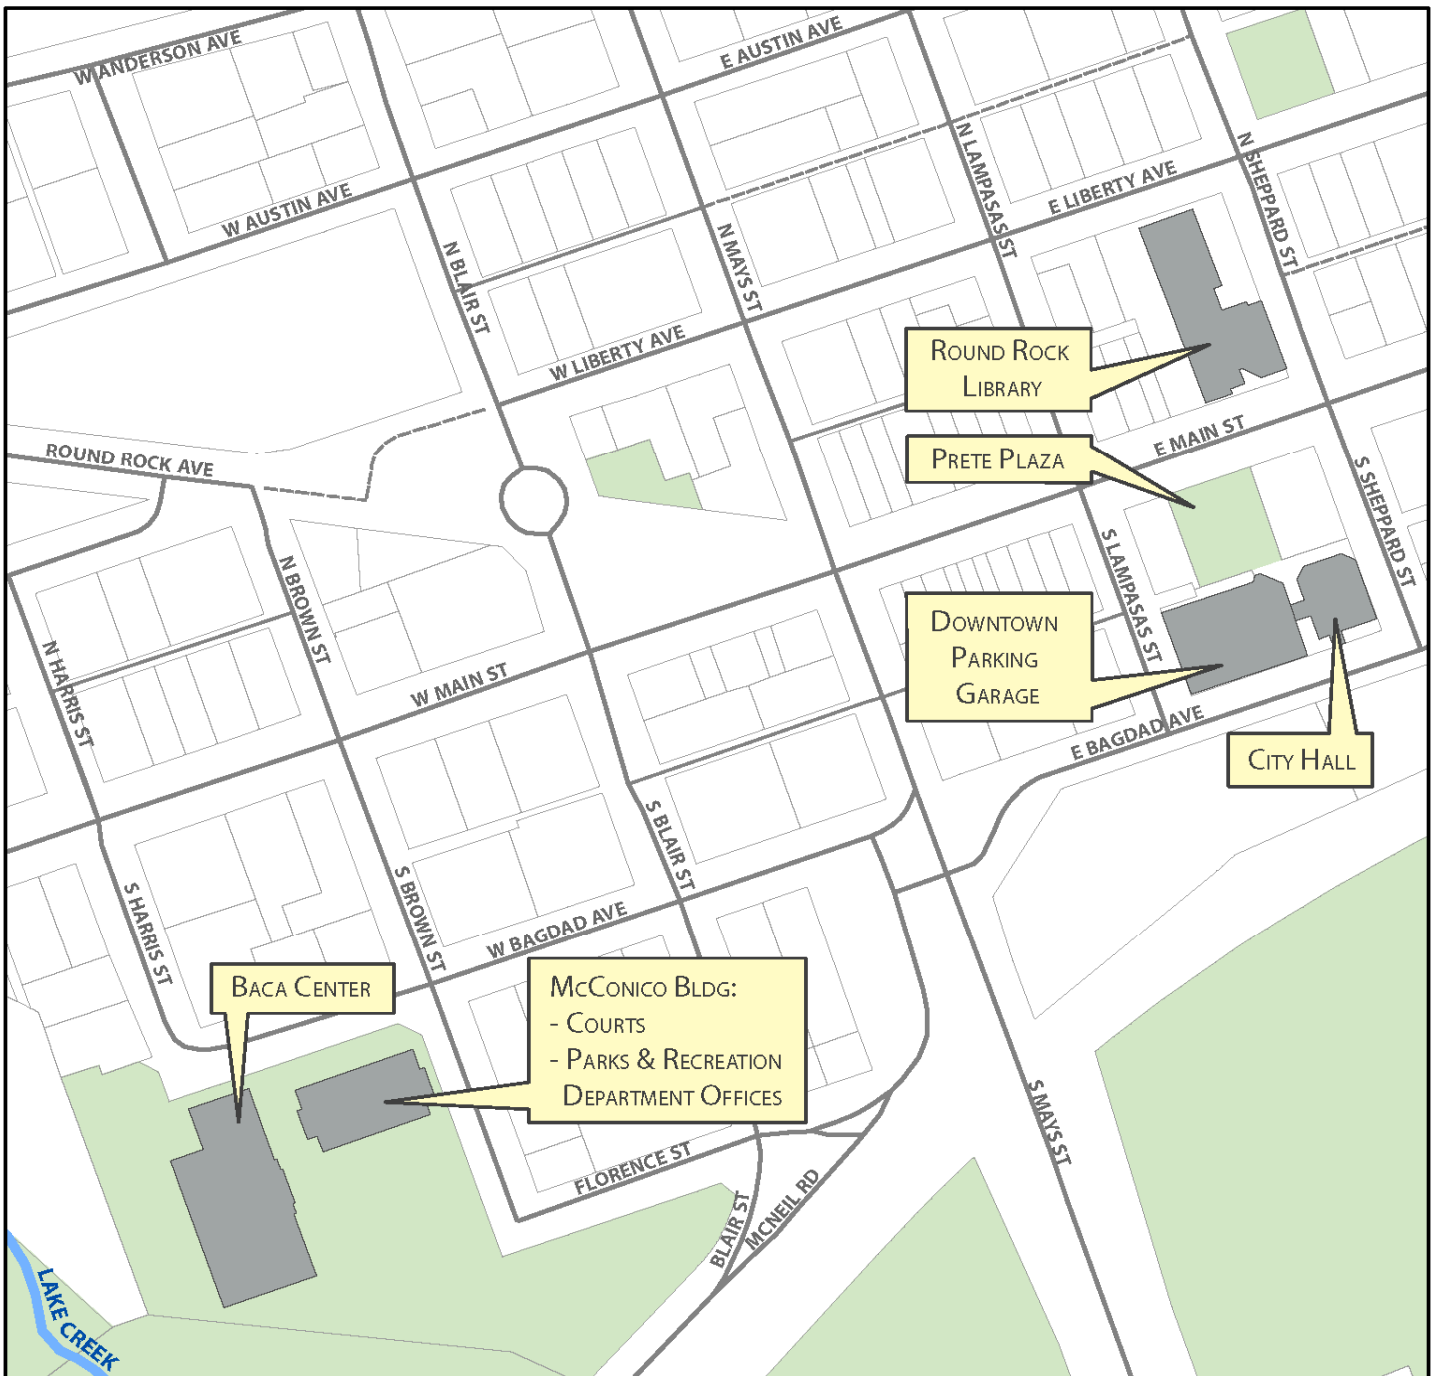 W ANDERSON AVE
E AUSTIN AVE
W AUSTIN AVE
N LAMPASAS ST
N SHEPPARD ST
E LIBERTY AVE
N BLAIR ST
N MAYS ST
W LIBERTY AVE
ROUND ROCK
LIBRARY
ROUND ROCK AVE
PRETE PLAZA
E MAIN ST
S SHEPPARD ST
N BROWN ST
S LAMPASAS ST
DOWNTOWN
PARKING
GARAGE
N HARRIS ST
W MAIN ST
E BAGDAD AVE
CITY HALL
S BLAIR ST
S HARRIS ST
S BROWN ST
W BAGDAD AVE
BACA CENTER
MCCONICO BLDG:
- COURTS
- PARKS & RECREATION
DEPARTMENT OFFICES
S MAYS ST
FLORENCE ST
BLAIR ST
MCNEIL RD
LAKE CREEK